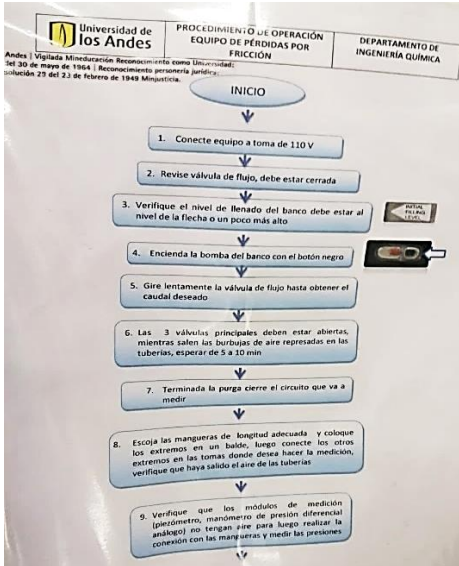 Universidad de
los Andes
PROCEDIMIENTO DE OPERACIÓN
EQUIPO DE PÉRDIDAS POR
FRICCIÓN
DEPARTAMENTO DE
INGENIERÍA QUÍMICA
Andes | Vigilada Mineducación Reconocimiento como Universidad:
del 30 de mayo de 1964 | Reconocimiento personería jurídica:
solución 29 del 23 de febrero de 1949 Minjusticia.
INICIO
1. Conecte equipo a toma de 110 V
2. Revise válvula de flujo, debe estar cerrada
3. Verifique el nivel de llenado del banco debe estar al
nivel de la flecha o un poco más alto
INITIAL
FILLING
LEVEL
4. Encienda la bomba del banco con el botón negro
5. Gire lentamente la válvula de flujo hasta obtener el
caudal deseado
6. Las 3 válvulas principales deben estar abiertas,
mientras salen las burbujas de aire represadas en las
tuberías, esperar de 5 a 10 min
7. Terminada la purga cierre el circuito que va a
medir
8. Escoja las mangueras de longitud adecuada y coloque
los extremos en un balde, luego conecte los otros
extremos en las tomas donde desea hacer la medición,
verifique que haya salido el aire de las tuberías
9. Verifique que los módulos de medición
(piezómetro, manómetro de presión diferencial
análogo) no tengan aire para luego realizar la
conexión con las mangueras y medir las presiones